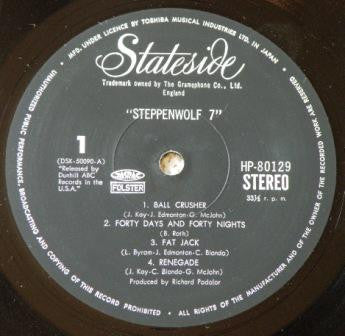 MFD. UNDER LICENCE BY TOSHIBA MUSICAL INDUSTRIES LTD. IN JAPAN
Stateside
Trademark owned by The Gramophone Co., Ltd.
England
"STEPPENWOLF 7"
1
(DSX-50090-A)
"Released by
Dunhill ABC
Records in the
U.S.A."
FOLSTER
HP-80129
STEREO
33⅓ r. p. m.
1. BALL CRUSHER
(J. Kay-J. Edmonton-G. McJohn)
2. FORTY DAYS AND FORTY NIGHTS
(B. Roth)
3. FAT JACK
(L. Byrom-J. Edmonton-C. Biondo)
4. RENEGADE
(J. Kay-C. Biondo-G. McJohn)
Produced by Richard Podolor
UNAUTHORIZED PUBLIC PERFORMANCE, BROADCASTING AND COPYING OF THIS RECORD PROHIBITED • ALL RIGHTS OF THE MANUFACTURER AND OF THE OWNER OF THE RECORDED WORK ARE RESERVED